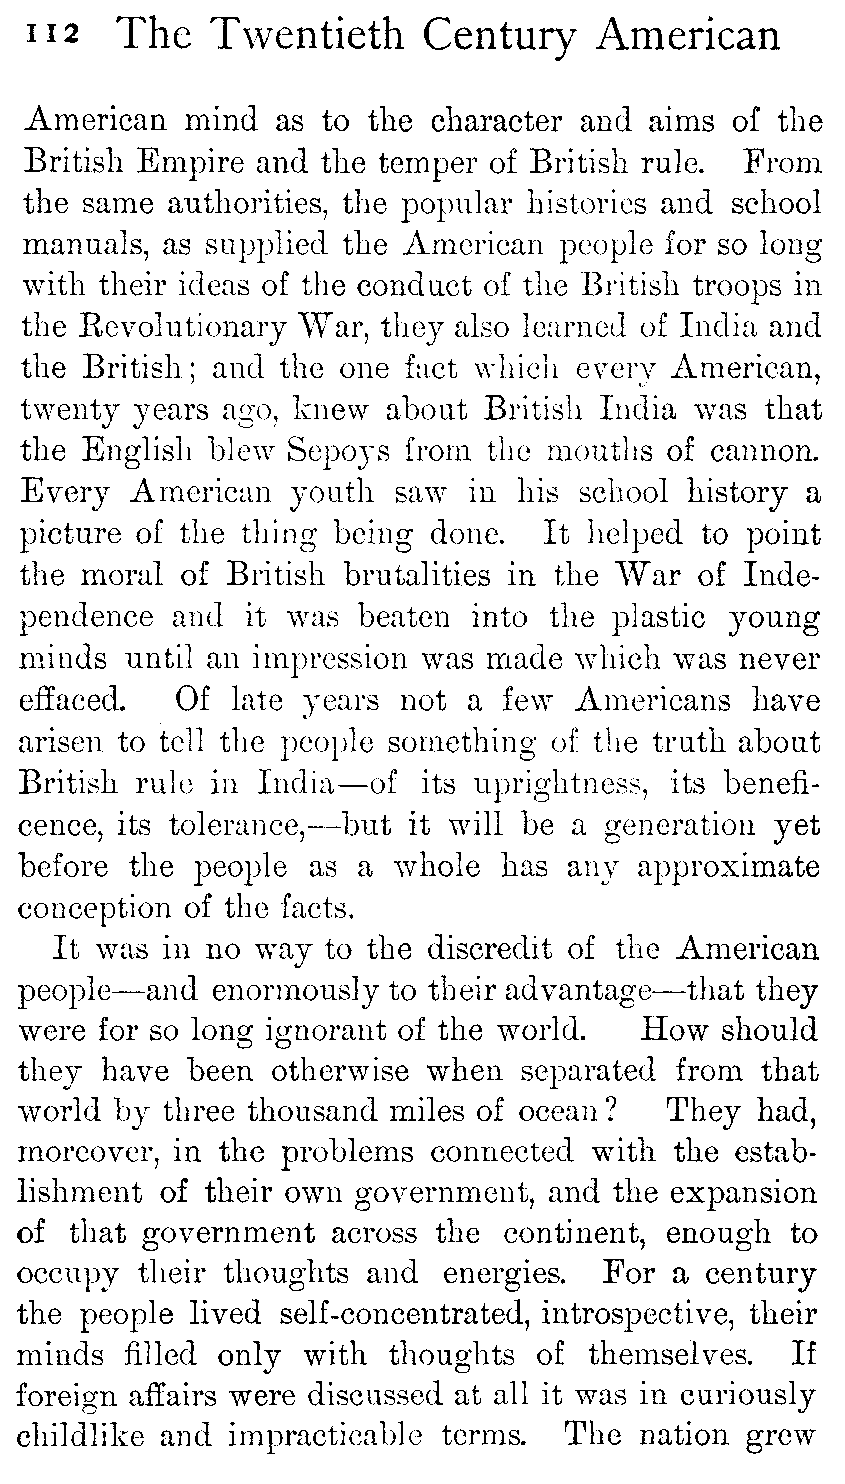 112 The Twentieth Century American
American mind as to the character and aims of the
British Empire and the temper of British rule. From
the same authorities, the popular histories and school
manuals, as supplied the American people for so long
with their ideas of the conduct of the British troops in
the Revolutionary War, they also learned of India and
the British; and the one fact which every American,
twenty years ago, knew about British India was that
the English blew Sepoys from the mouths of cannon.
Every American youth saw in his school history a
picture of the thing being done. It helped to point
the moral of British brutalities in the War of Inde-
pendence and it was beaten into the plastic young
minds until an impression was made which was never
effaced. Of late years not a few Americans have
arisen to tell the people something of the truth about
British rule in India—of its uprightness, its benefi-
cence, its tolerance,—but it will be a generation yet
before the people as a whole has any approximate
conception of the facts.
It was in no way to the discredit of the American
people—and enormously to their advantage—that they
were for so long ignorant of the world. How should
they have been otherwise when separated from that
world by three thousand miles of ocean? They had,
moreover, in the problems connected with the estab-
lishment of their own government, and the expansion
of that government across the continent, enough to
occupy their thoughts and energies. For a century
the people lived self-concentrated, introspective, their
minds filled only with thoughts of themselves. If
foreign affairs were discussed at all it was in curiously
childlike and impracticable terms. The nation grew